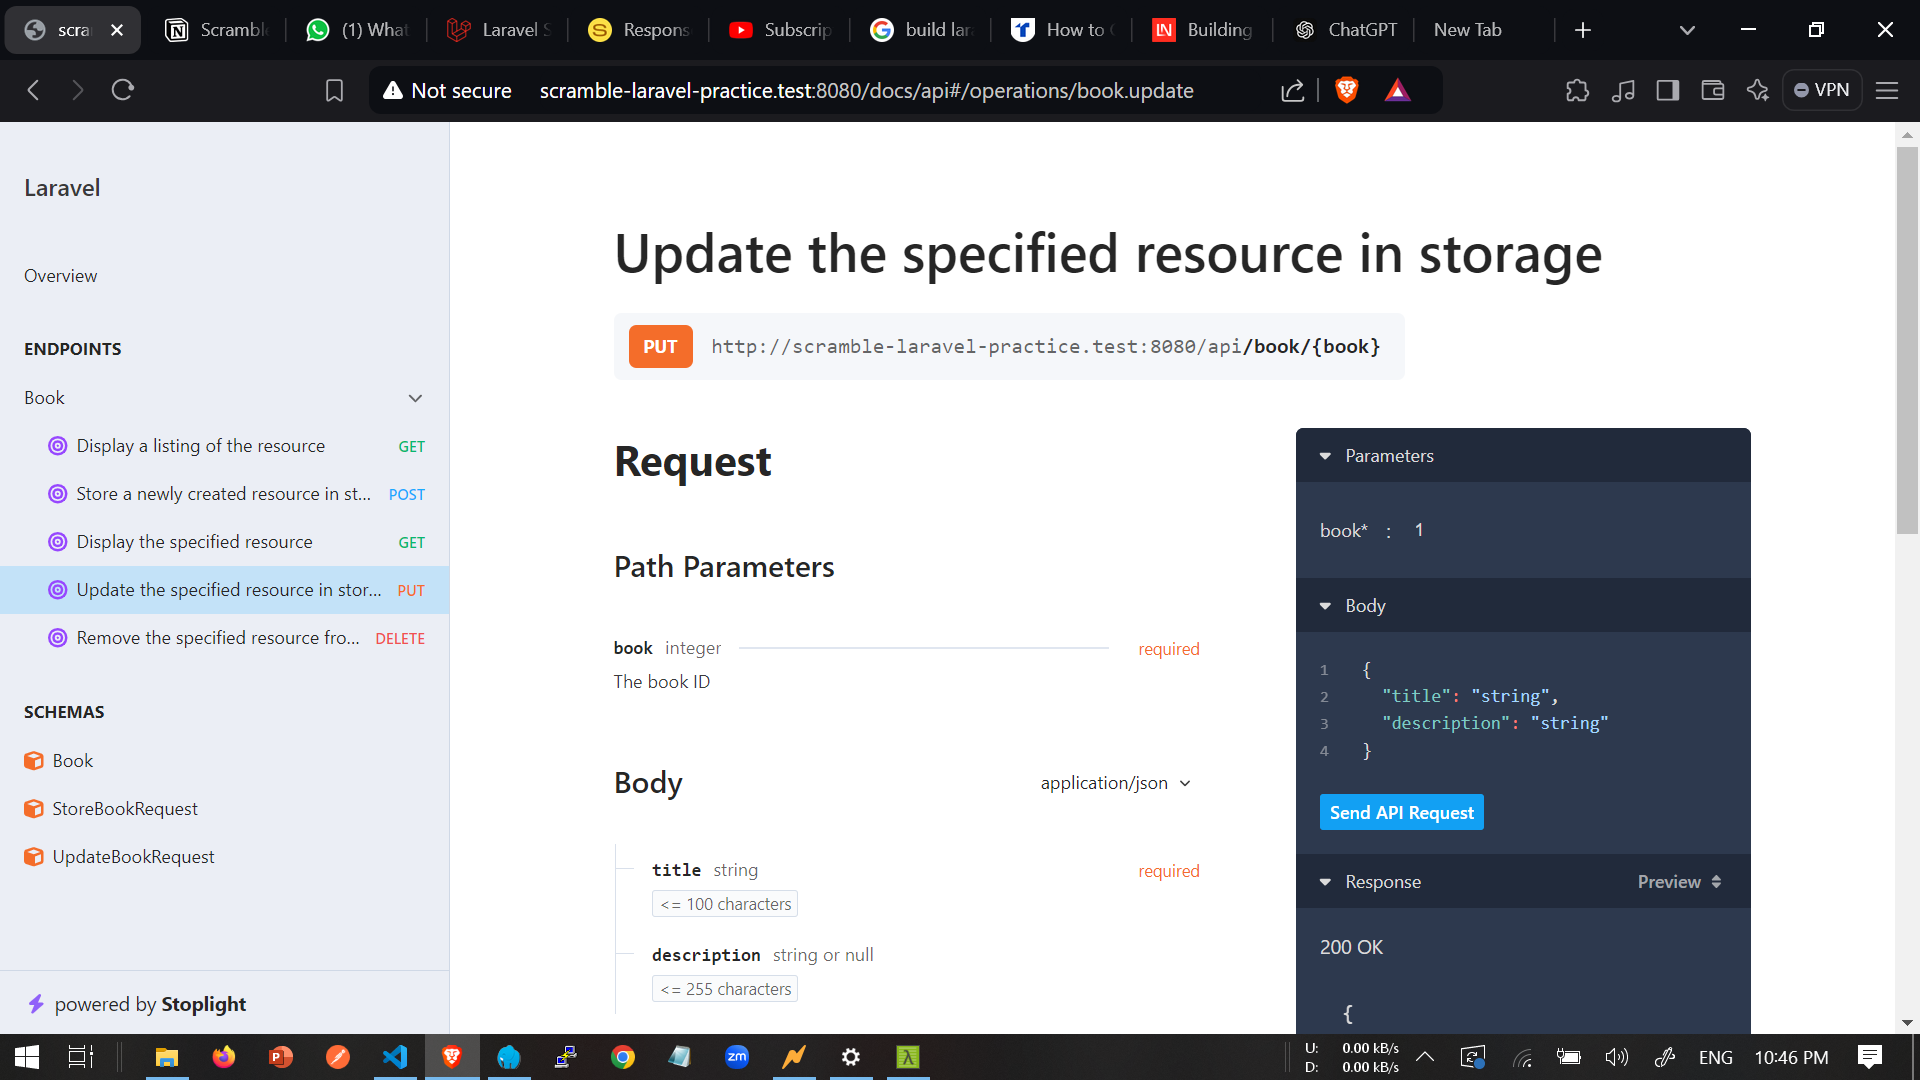 scra
Scramble
(1) What
Laravel S
Respons
Subscrip
build lara
How to C
Building
ChatGPT
New Tab
Not secure
scramble-laravel-practice.test:8080/docs/api#/operations/book.update
VPN
Laravel
Overview
ENDPOINTS
Book
Display a listing of the resource GET
Store a newly created resource in st... POST
Display the specified resource GET
Update the specified resource in stor... PUT
Remove the specified resource fro... DELETE
SCHEMAS
Book
StoreBookRequest
UpdateBookRequest
powered by Stoplight
Update the specified resource in storage
PUT http://scramble-laravel-practice.test:8080/api/book/{book}
Request
Path Parameters
book integer required
The book ID
Body application/json
title string required
<= 100 characters
description string or null
<= 255 characters
Parameters
book* : 1
Body
1 {
2 "title": "string",
3 "description": "string"
4 }
Send API Request
Response Preview
200 OK
{
U: 0.00 kB/s
D: 0.00 kB/s
ENG
10:46 PM